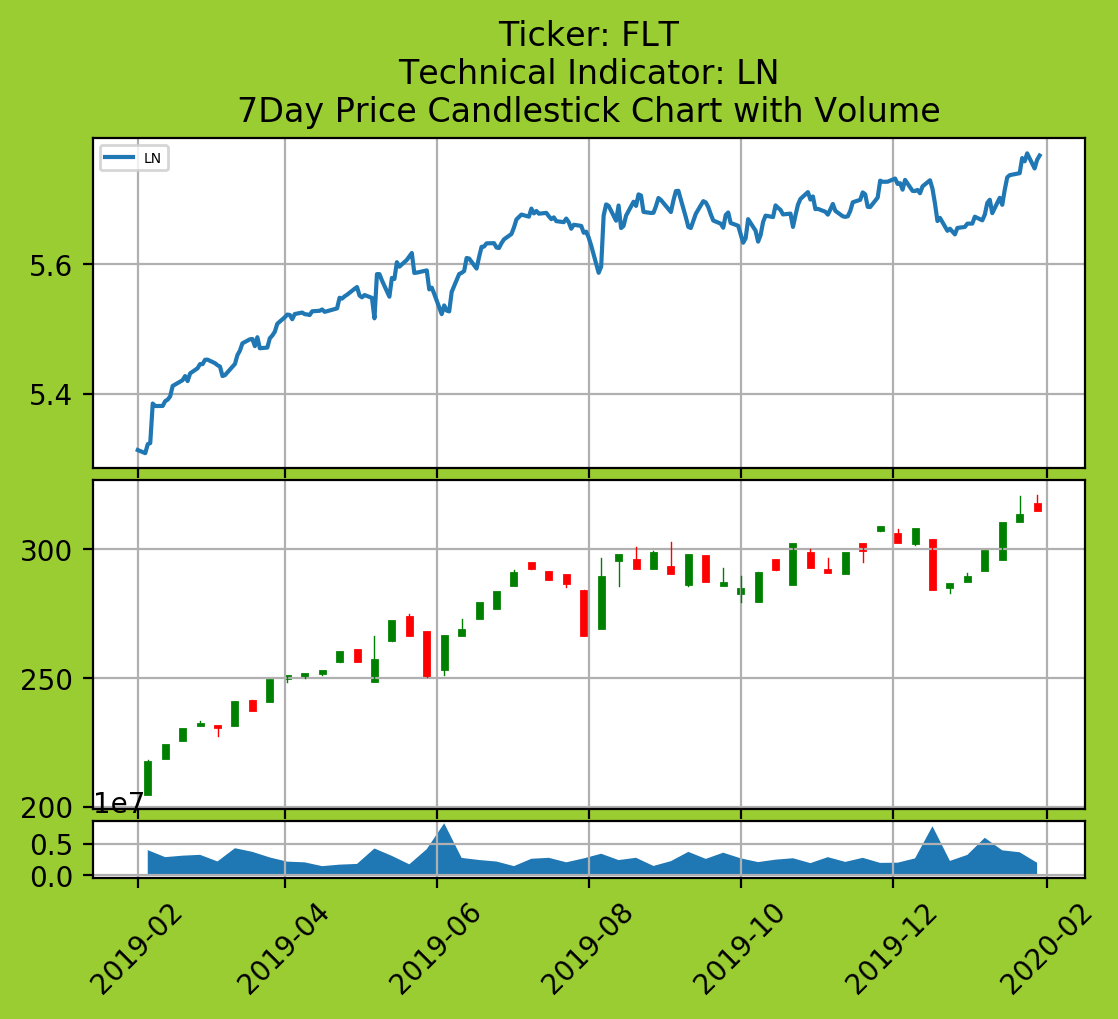 Ticker: FLT
Technical Indicator: LN
7Day Price Candlestick Chart with Volume
LN
5.6
5.4
300
250
200
1e7
0.5
0.0
2019-02
2019-04
2019-06
2019-08
2019-10
2019-12
2020-02